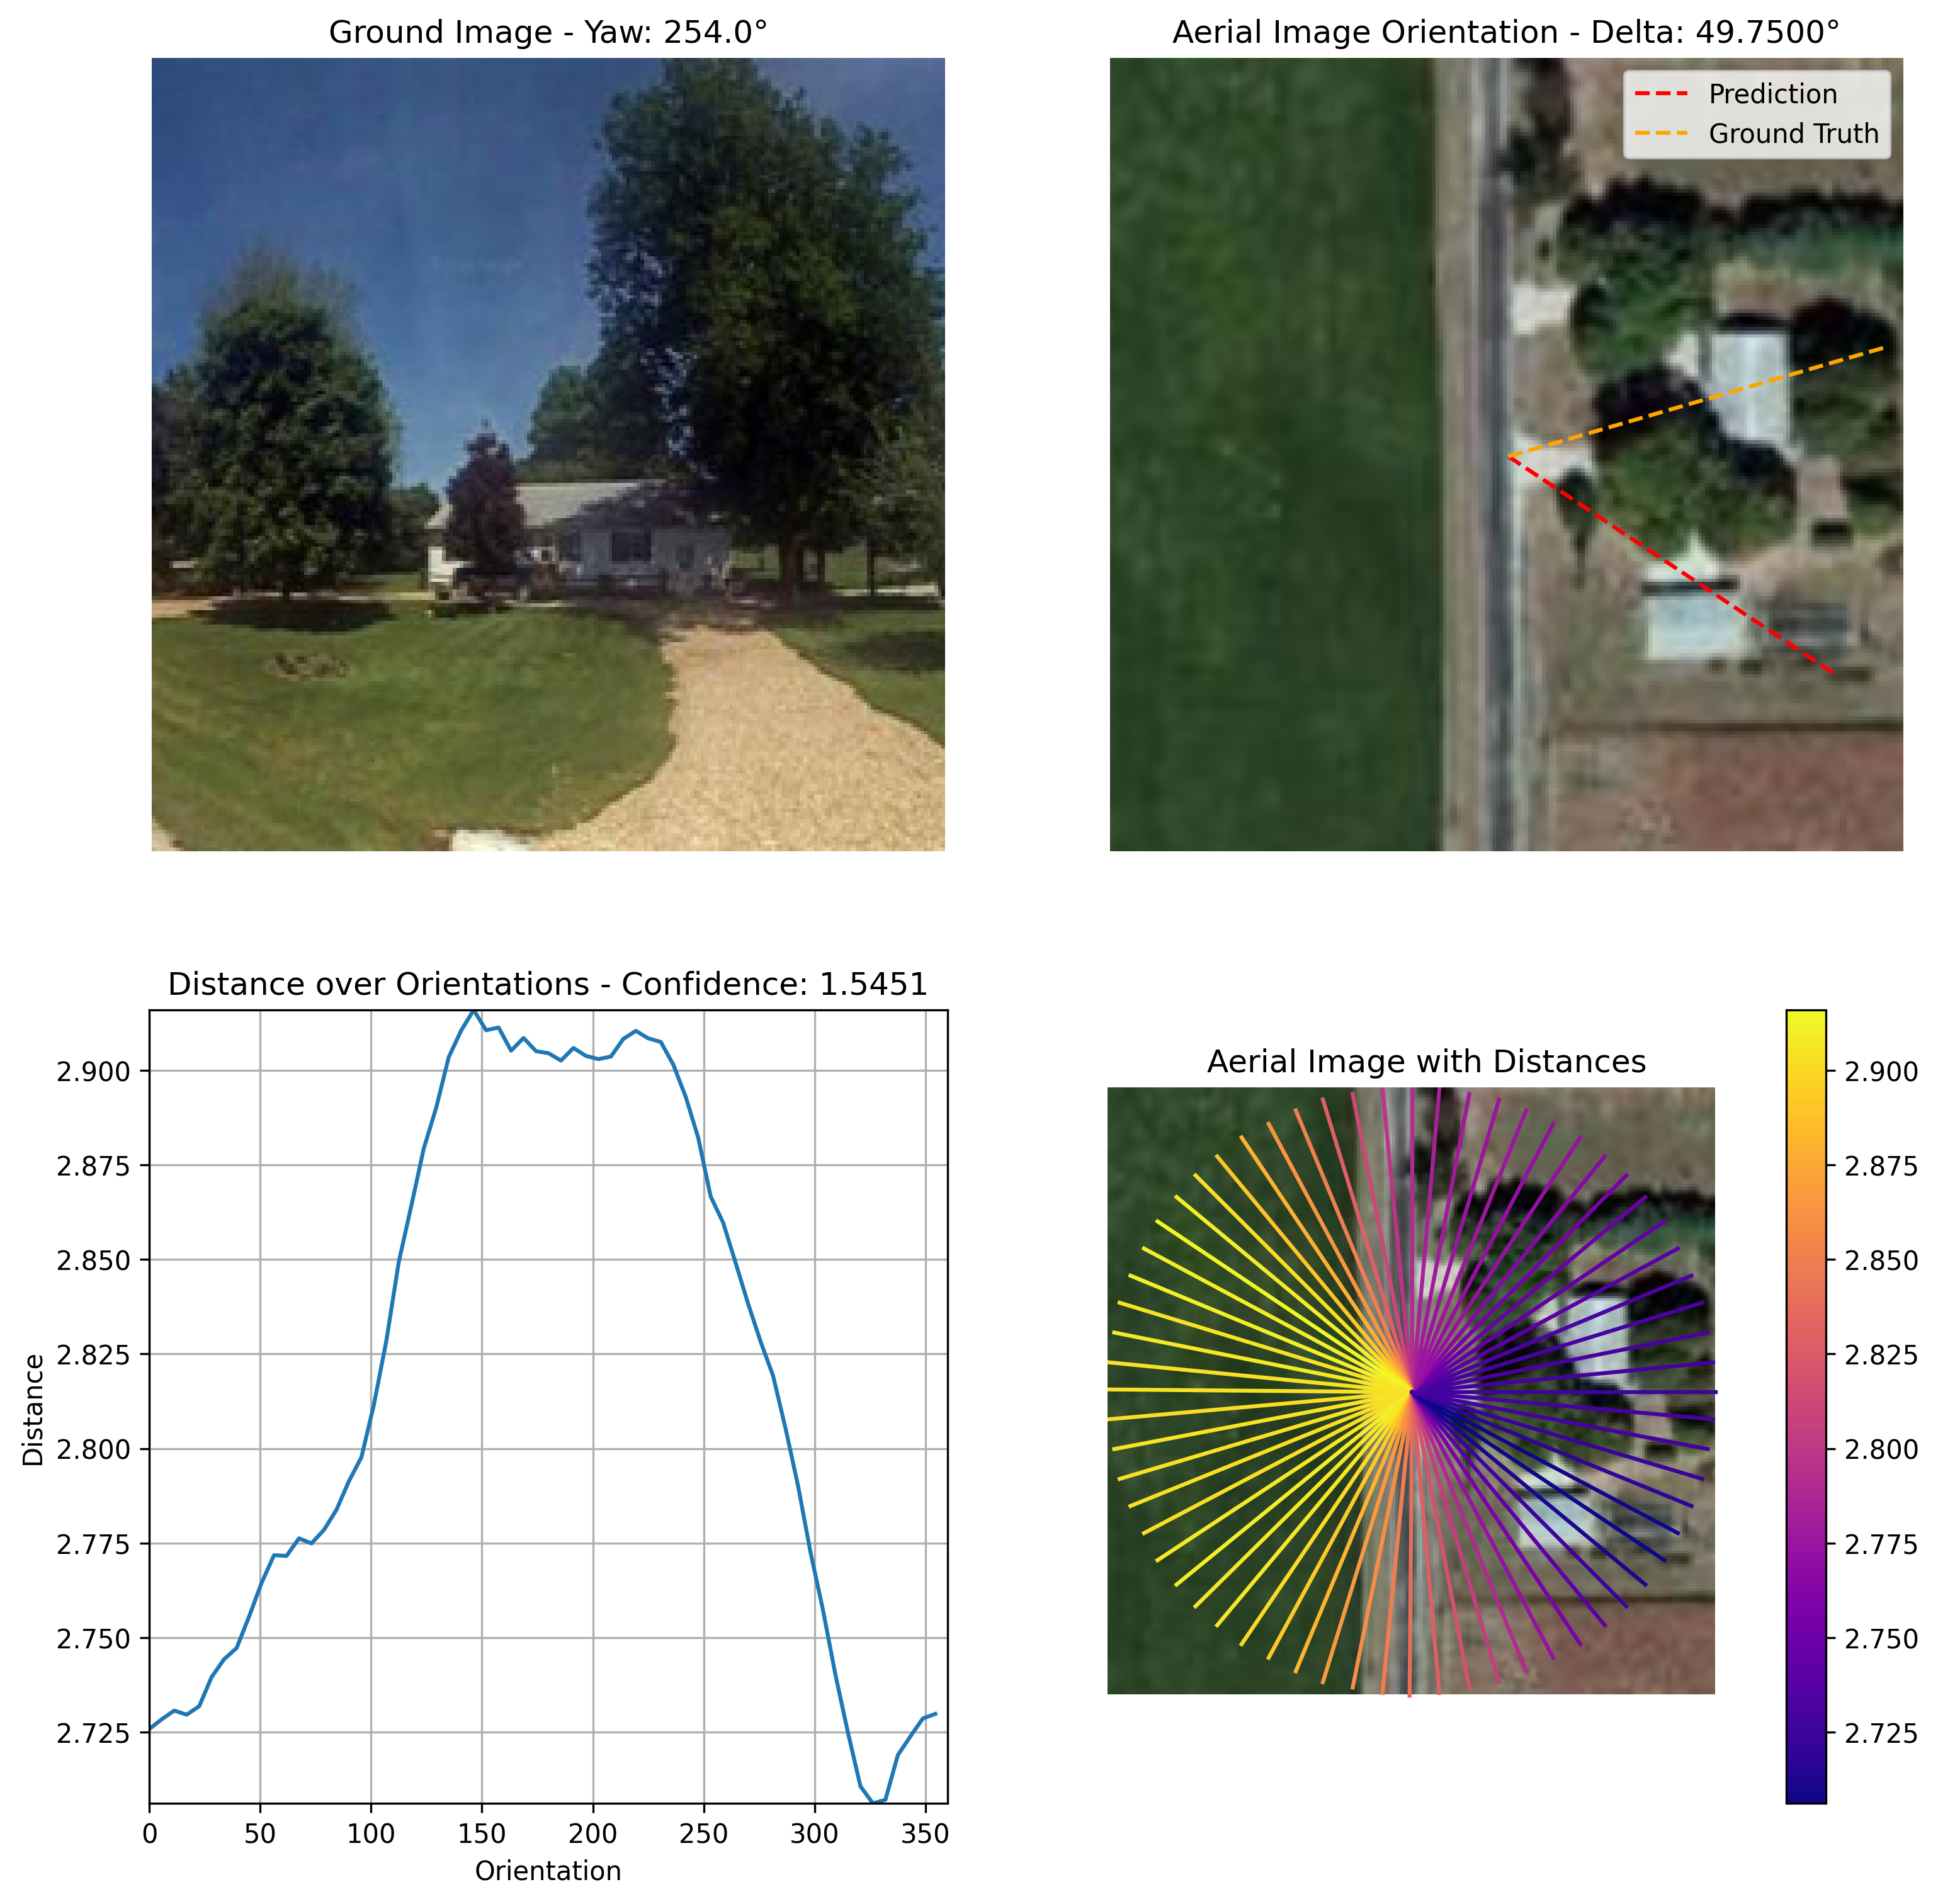 Ground Image - Yaw: 254.0°
Aerial Image Orientation - Delta: 49.7500°
Prediction
Ground Truth
Distance over Orientations - Confidence: 1.5451
2.900
2.875
2.850
2.825
2.800
2.775
2.750
2.725
Distance
0 50 100 150 200 250 300 350
Orientation
Aerial Image with Distances
2.900
2.875
2.850
2.825
2.800
2.775
2.750
2.725